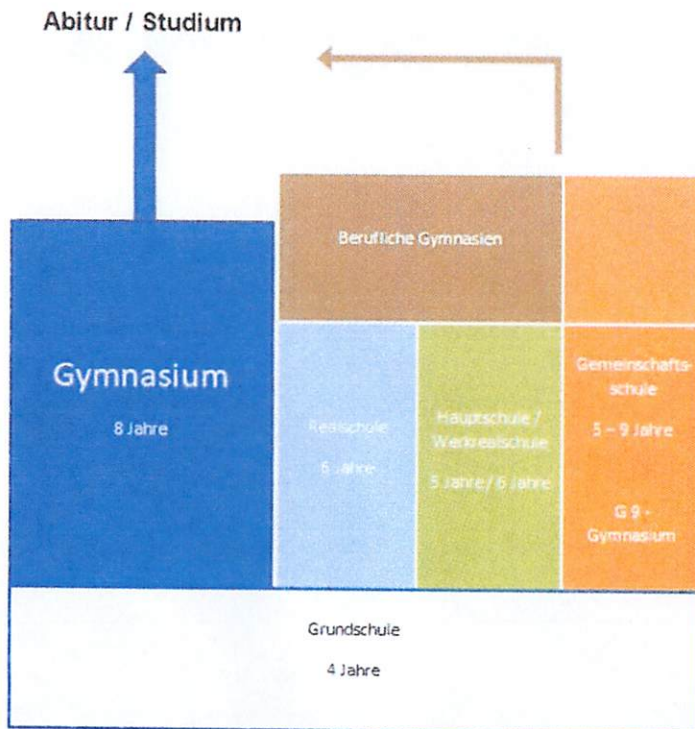 Abitur / Studium
Berufliche Gymnasien
Gymnasium
8 Jahre
Realschule
6 Jahre
Hauptschule /
Werkrealschule
5 Jahre / 6 Jahre
Gemeinschafts-
schule
5 – 9 Jahre
G 9 -
Gymnasium
Grundschule
4 Jahre